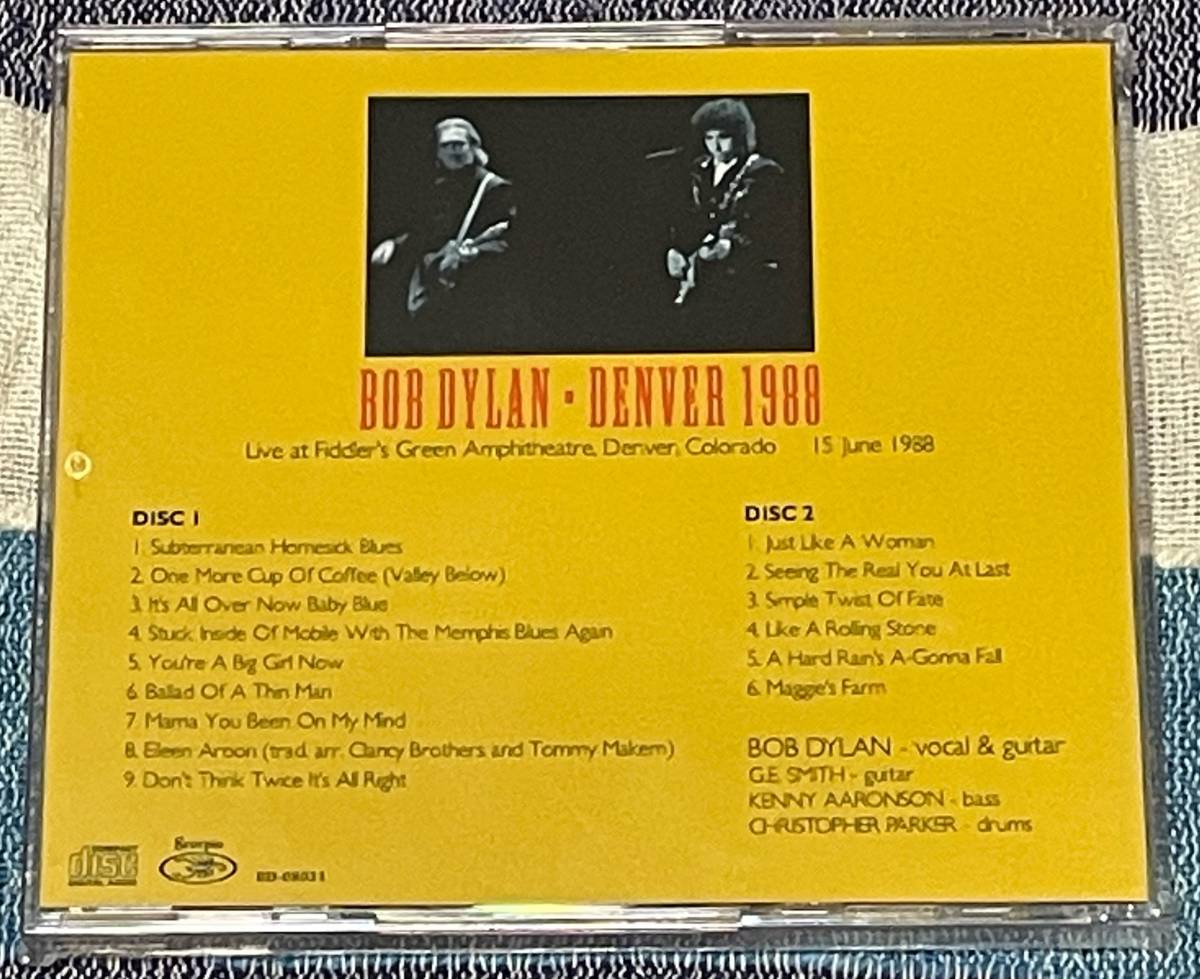 BOB DYLAN · DENVER 1988
Live at Fiddler's Green Amphitheatre, Denver, Colorado 15 June 1988
DISC 1
1. Subterranean Homesick Blues
2. One More Cup Of Coffee (Valley Below)
3. It's All Over Now Baby Blue
4. Stuck Inside Of Mobile With The Memphis Blues Again
5. You're A Big Girl Now
6. Ballad Of A Thin Man
7. Mama You Been On My Mind
8. Eileen Aroon (trad. arr. Clancy Brothers and Tommy Makem)
9. Don't Think Twice It's All Right
DISC 2
1. Just Like A Woman
2. Seeing The Real You At Last
3. Simple Twist Of Fate
4. Like A Rolling Stone
5. A Hard Rain's A-Gonna Fall
6. Maggie's Farm
BOB DYLAN - vocal & guitar
G.E. SMITH - guitar
KENNY AARONSON - bass
CHRISTOPHER PARKER - drums
disc
DIGITAL AUDIO
Scorpio
BD-08031